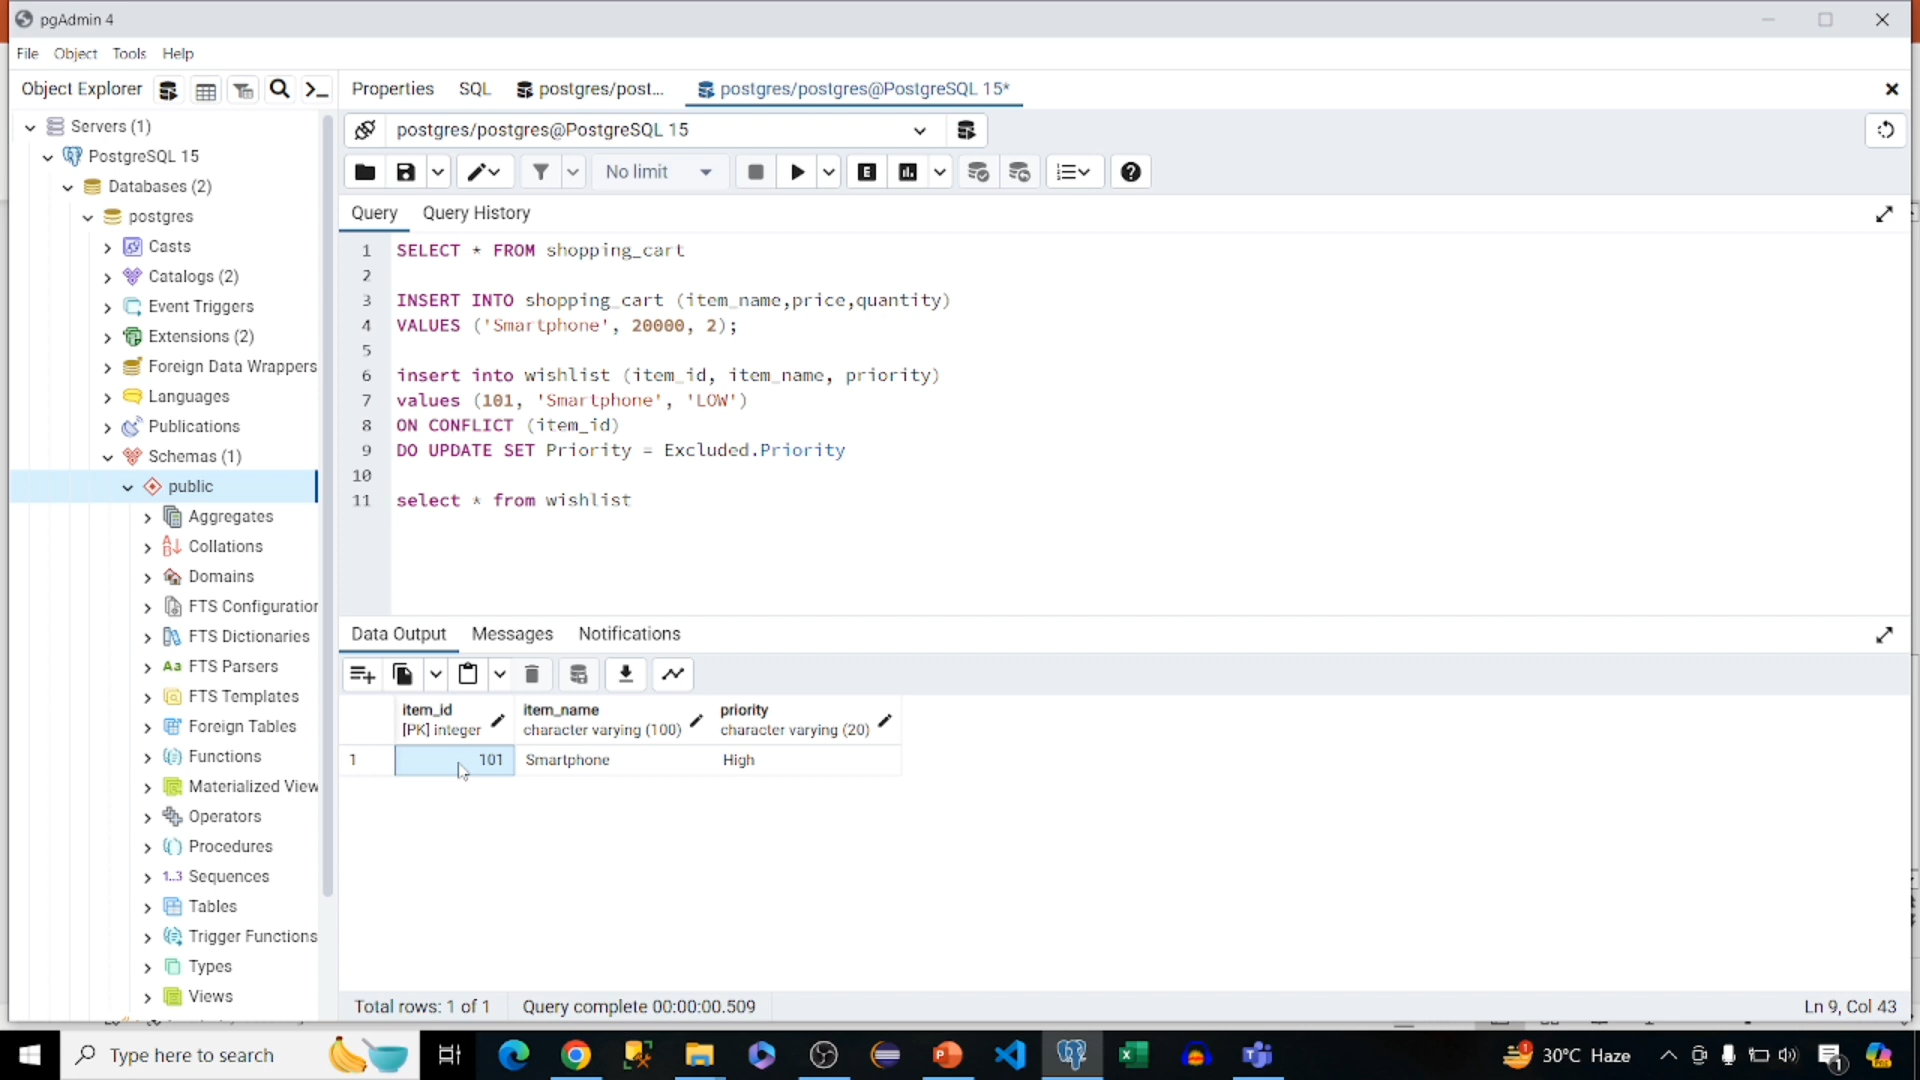 pgAdmin 4
File Object Tools Help
Object Explorer
Properties SQL postgres/post... postgres/postgres@PostgreSQL 15*
Servers (1)
PostgreSQL 15
Databases (2)
postgres
Casts
Catalogs (2)
Event Triggers
Extensions (2)
Foreign Data Wrappers
Languages
Publications
Schemas (1)
public
Aggregates
Collations
Domains
FTS Configuration
FTS Dictionaries
FTS Parsers
FTS Templates
Foreign Tables
Functions
Materialized View
Operators
Procedures
1..3 Sequences
Tables
Trigger Functions
Types
Views
postgres/postgres@PostgreSQL 15
No limit
Query Query History
1 SELECT * FROM shopping_cart
2
3 INSERT INTO shopping_cart (item_name,price,quantity)
4 VALUES ('Smartphone', 20000, 2);
5
6 insert into wishlist (item_id, item_name, priority)
7 values (101, 'Smartphone', 'LOW')
8 ON CONFLICT (item_id)
9 DO UPDATE SET Priority = Excluded.Priority
10
11 select * from wishlist
Data Output Messages Notifications
item_id item_name priority
[PK] integer character varying (100) character varying (20)
1 101 Smartphone High
Total rows: 1 of 1 Query complete 00:00:00.509 Ln 9, Col 43
Type here to search 30°C Haze